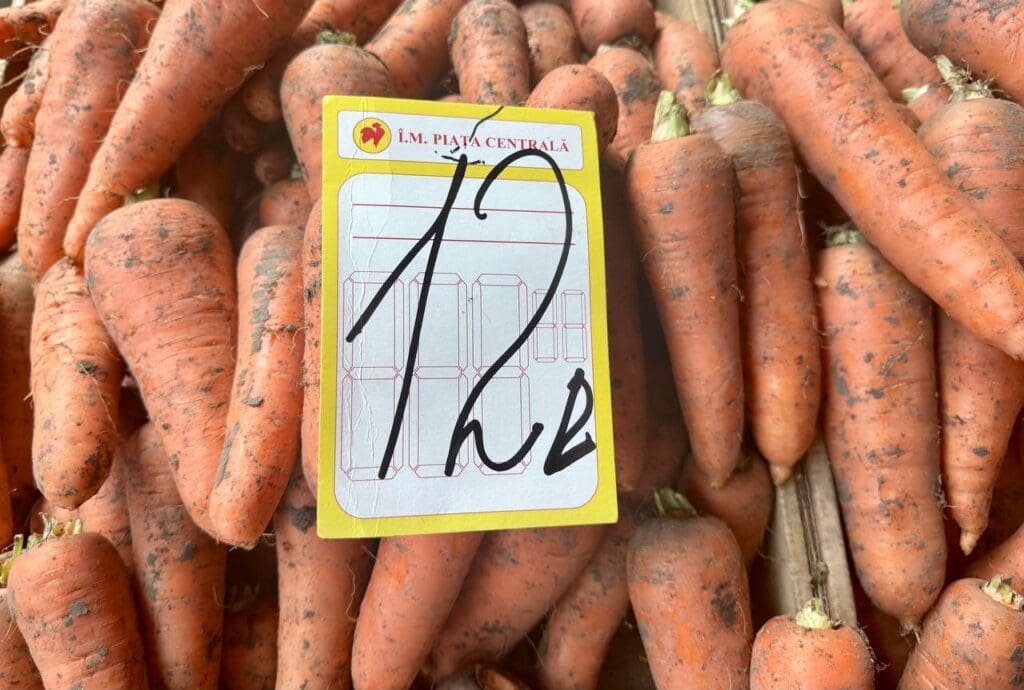 Î.M. PIAȚA CENTRALĂ
12